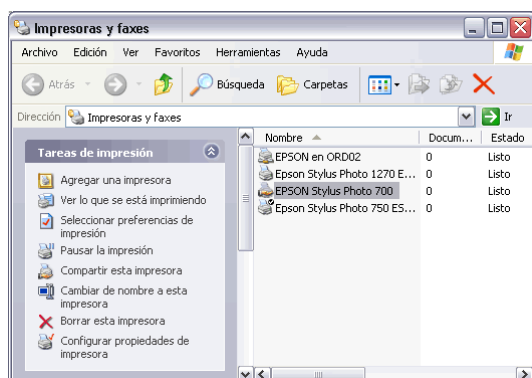 Impresoras y faxes
Archivo Edición Ver Favoritos Herramientas Ayuda
Atrás Búsqueda Carpetas
Dirección Impresoras y faxes Ir
Tareas de impresión
Agregar una impresora
Ver lo que se está imprimiendo
Seleccionar preferencias de
impresión
Pausar la impresión
Compartir esta impresora
Cambiar de nombre a esta
impresora
Borrar esta impresora
Configurar propiedades de
impresora
Nombre Docum... Estado
EPSON en ORD02 0 Listo
Epson Stylus Photo 1270 E... 0 Listo
EPSON Stylus Photo 700 0 Listo
Epson Stylus Photo 750 ES... 0 Listo